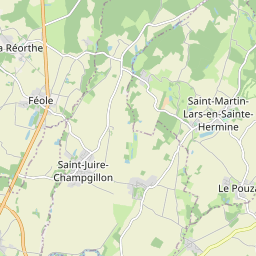 a Réorthe
Féole
Saint-Martin-
Lars-en-Sainte-
Hermine
Saint-Juire-
Champgillon
Le Pouza